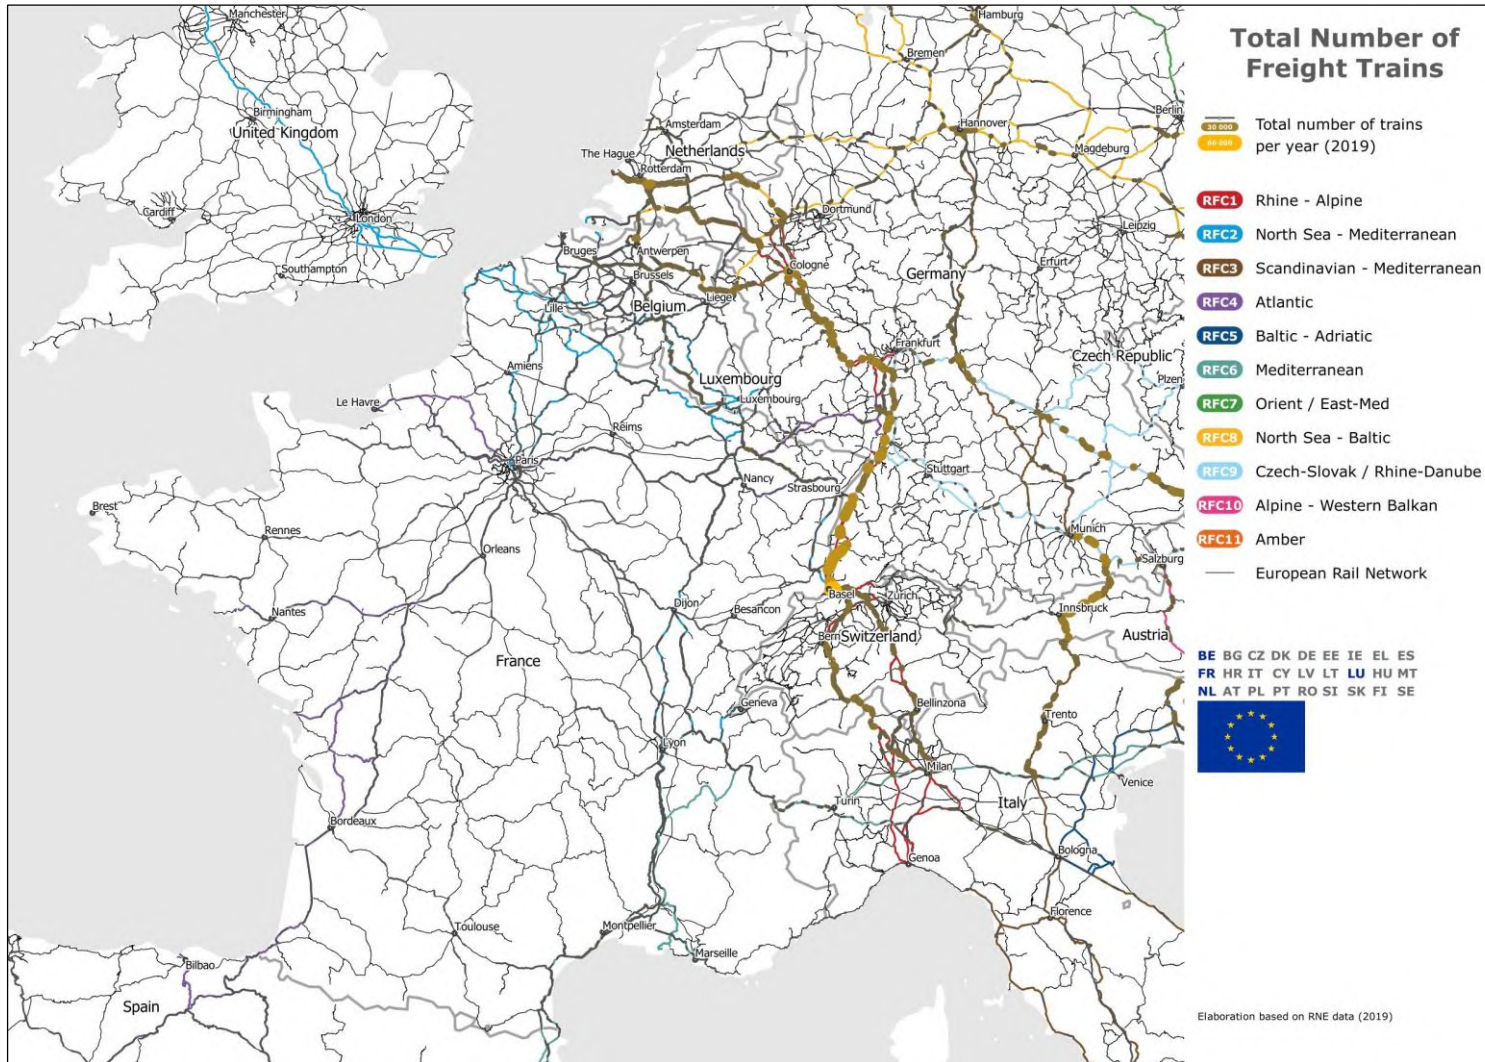 Total Number of
Freight Trains
30 000
60 000
Total number of trains
per year (2019)
RFC1 Rhine - Alpine
RFC2 North Sea - Mediterranean
RFC3 Scandinavian - Mediterranean
RFC4 Atlantic
RFC5 Baltic - Adriatic
RFC6 Mediterranean
RFC7 Orient / East-Med
RFC8 North Sea - Baltic
RFC9 Czech-Slovak / Rhine-Danube
RFC10 Alpine - Western Balkan
RFC11 Amber
European Rail Network
BE BG CZ DK DE EE IE EL ES
FR HR IT CY LV LT LU HU MT
NL AT PL PT RO SI SK FI SE
Elaboration based on RNE data (2019)
Manchester
Hamburg
Bremen
Birmingham
United Kingdom
Berlin
Amsterdam
Hannover
Netherlands
Magdeburg
The Hague
Rotterdam
Cardiff
London
Dortmund
Leipzig
Bruges
Antwerpen
Southampton
Brussels
Cologne
Germany
Erfurt
Liege
Lille
Belgium
Frankfurt
Czech Republic
Amiens
Luxembourg
Plzen
Le Havre
Luxembourg
Reims
Paris
Stuttgart
Nancy
Strasbourg
Brest
Rennes
Munich
Orleans
Salzburg
Basel
Zurich
Nantes
Dijon
Besancon
Innsbruck
Bern
Switzerland
Austria
France
Geneva
Bellinzona
Trento
Lyon
Milan
Venice
Turin
Italy
Bordeaux
Bologna
Genoa
Toulouse
Montpellier
Florence
Marseille
Bilbao
Spain